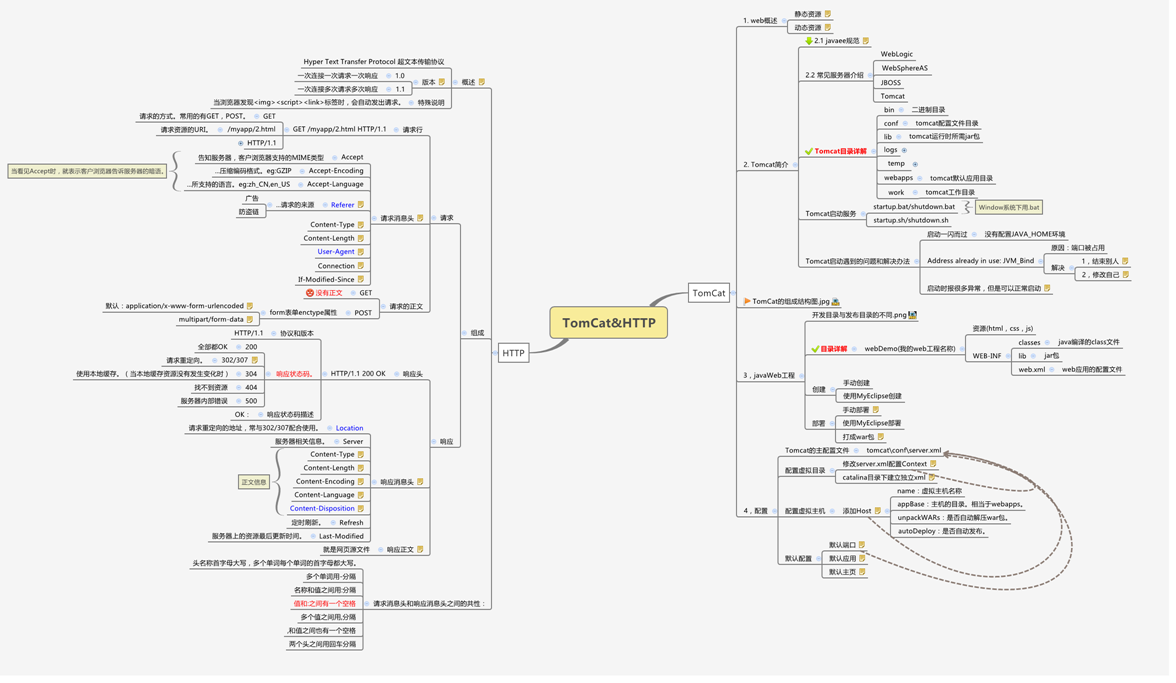 TomCat&HTTP
TomCat
1. web概述
静态资源
动态资源
2. Tomcat简介
2.1 javaee规范
2.2 常见服务器介绍
WebLogic
WebSphereAS
JBOSS
Tomcat
Tomcat目录详解
bin 二进制目录
conf tomcat配置文件目录
lib tomcat运行时所需jar包
logs
temp
webapps tomcat默认应用目录
work tomcat工作目录
Tomcat启动服务
startup.bat/shutdown.bat
Window系统下用.bat
startup.sh/shutdown.sh
Tomcat启动遇到的问题和解决办法
启动一闪而过 没有配置JAVA_HOME环境
Address already in use: JVM_Bind
原因：端口被占用
解决
1，结束别人
2，修改自己
启动时报很多异常，但是可以正常启动
TomCat的组成结构图.jpg
3，javaWeb工程
开发目录与发布目录的不同.png
目录详解 webDemo(我的web工程名称)
资源(html，css，js)
WEB-INF
classes java编译的class文件
lib jar包
web.xml web应用的配置文件
创建
手动创建
使用MyEclipse创建
部署
手动部署
使用MyEclipse部署
打成war包
4，配置
Tomcat的主配置文件 tomcat\conf\server.xml
配置虚拟目录
修改server.xml配置Context
catalina目录下建立独立xml
配置虚拟主机 添加Host
name：虚拟主机名称
appBase：主机的目录。相当于webapps。
unpackWARs：是否自动解压war包。
autoDeploy：是否自动发布。
默认配置
默认端口
默认应用
默认主页
HTTP
概述
Hyper Text Transfer Protocol 超文本传输协议
版本
一次连接一次请求一次响应 1.0
一次连接多次请求多次响应 1.1
当浏览器发现<img><script><link>标签时，会自动发出请求。 特殊说明
组成
请求
请求行
GET /myapp/2.html HTTP/1.1
请求的方式。常用的有GET，POST。 GET
请求资源的URI。 /myapp/2.html
HTTP/1.1
请求消息头
告知服务器，客户浏览器支持的MIME类型 Accept
...压缩编码格式。eg:GZIP Accept-Encoding
...所支持的语言。eg:zh_CN,en_US Accept-Language
当看见Accept时，就表示客户浏览器告诉服务器的暗语。
广告
防盗链
...请求的来源 Referer
Content-Type
Content-Length
User-Agent
Connection
If-Modified-Since
请求的正文
没有正文 GET
默认：application/x-www-form-urlencoded
multipart/form-data
form表单enctype属性 POST
响应
响应头
HTTP/1.1 200 OK
HTTP/1.1 协议和版本
响应状态码。
全部都OK 200
请求重定向。 302/307
使用本地缓存。（当本地缓存资源没有发生变化时） 304
找不到资源 404
服务器内部错误 500
OK： 响应状态码描述
响应消息头
请求重定向的地址，常与302/307配合使用。 Location
服务器相关信息。 Server
正文信息
Content-Type
Content-Length
Content-Encoding
Content-Language
Content-Disposition
定时刷新。 Refresh
服务器上的资源最后更新时间。 Last-Modified
就是网页源文件 响应正文
请求消息头和响应消息头之间的共性：
头名称首字母大写，多个单词每个单词的首字母都大写。
多个单词用-分隔
名称和值之间用:分隔
值和:之间有一个空格
多个值之间用,分隔
,和值之间也有一个空格
两个头之间用回车分隔